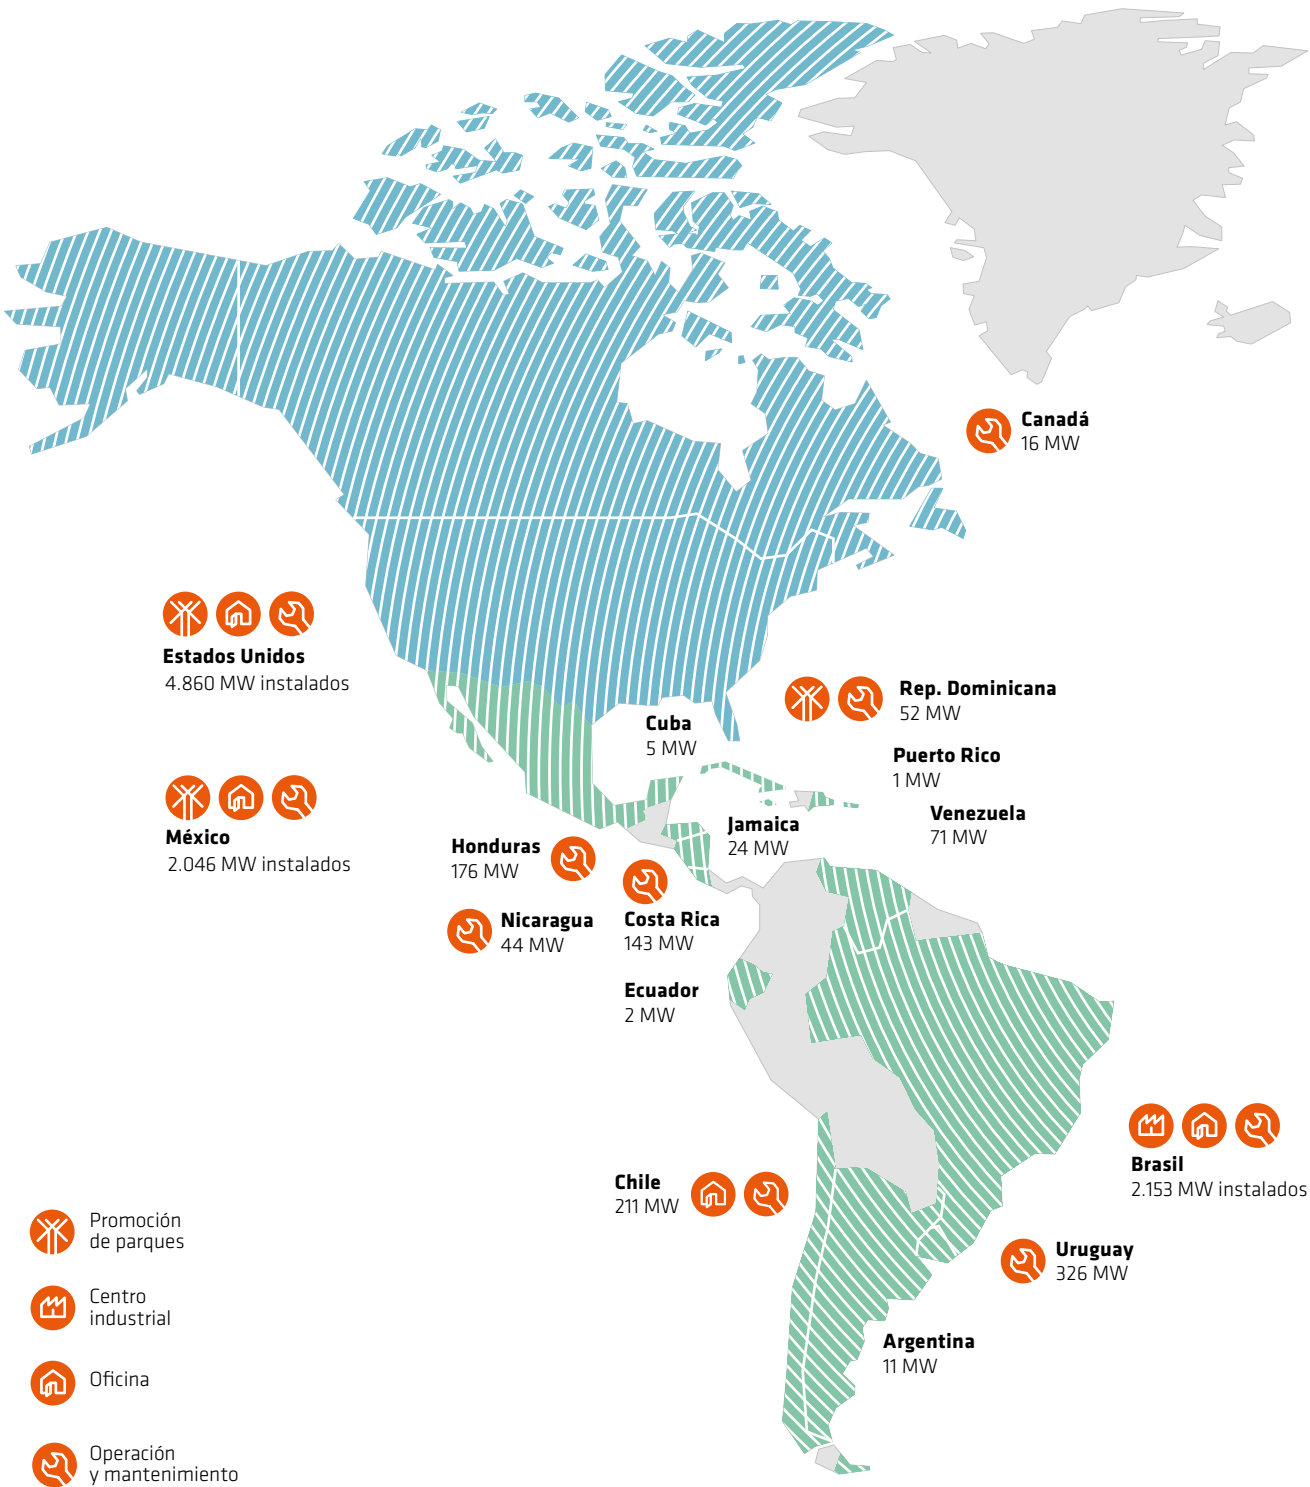 Canadá
16 MW
Estados Unidos
4.860 MW instalados
Rep. Dominicana
52 MW
Cuba
5 MW
Puerto Rico
1 MW
México
2.046 MW instalados
Jamaica
24 MW
Venezuela
71 MW
Honduras
176 MW
Nicaragua
44 MW
Costa Rica
143 MW
Ecuador
2 MW
Brasil
2.153 MW instalados
Chile
211 MW
Uruguay
326 MW
Argentina
11 MW
Promoción
de parques
Centro
industrial
Oficina
Operación
y mantenimiento